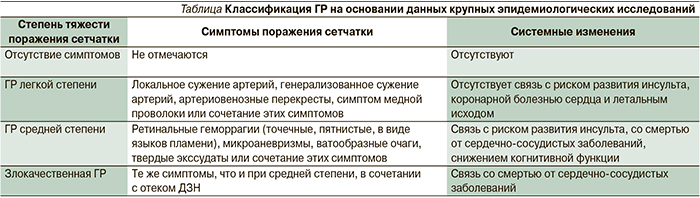 Таблица Классификация ГР на основании данных крупных эпидемиологических исследований
Степень тяжести
поражения сетчатки
Симптомы поражения сетчатки
Системные изменения
Отсутствие симптомов
Не отмечаются
Отсутствуют
ГР легкой степени
Локальное сужение артерий, генерализованное сужение
артерий, артериовенозные перекресты, симптом медной
проволоки или сочетание этих симптомов
Отсутствует связь с риском развития инсульта,
коронарной болезнью сердца и летальным
исходом
ГР средней степени
Ретинальные геморрагии (точечные, пятнистые, в виде
языков пламени), микроаневризмы, ватообразные очаги,
твердые экссудаты или сочетание этих симптомов
Связь с риском развития инсульта, со смертью
от сердечно-сосудистых заболеваний,
снижением когнитивной функции
Злокачественная ГР
Те же симптомы, что и при средней степени, в сочетании
с отеком ДЗН
Связь со смертью от сердечно-сосудистых
заболеваний